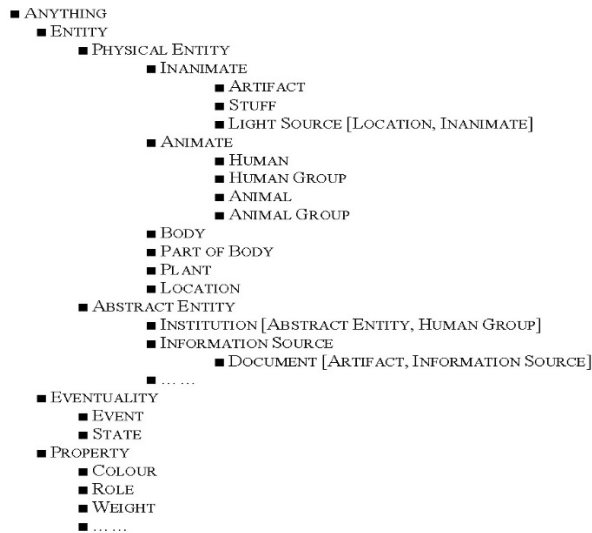 ■ ANYTHING
■ ENTITY
■ PHYSICAL ENTITY
■ INANIMATE
■ ARTIFACT
■ STUFF
■ LIGHT SOURCE [LOCATION, INANIMATE]
■ ANIMATE
■ HUMAN
■ HUMAN GROUP
■ ANIMAL
■ ANIMAL GROUP
■ BODY
■ PART OF BODY
■ PLANT
■ LOCATION
■ ABSTRACT ENTITY
■ INSTITUTION [ABSTRACT ENTITY, HUMAN GROUP]
■ INFORMATION SOURCE
■ DOCUMENT [ARTIFACT, INFORMATION SOURCE]
■ ... ...
■ EVENTUALITY
■ EVENT
■ STATE
■ PROPERTY
■ COLOUR
■ ROLE
■ WEIGHT
■ ... ...